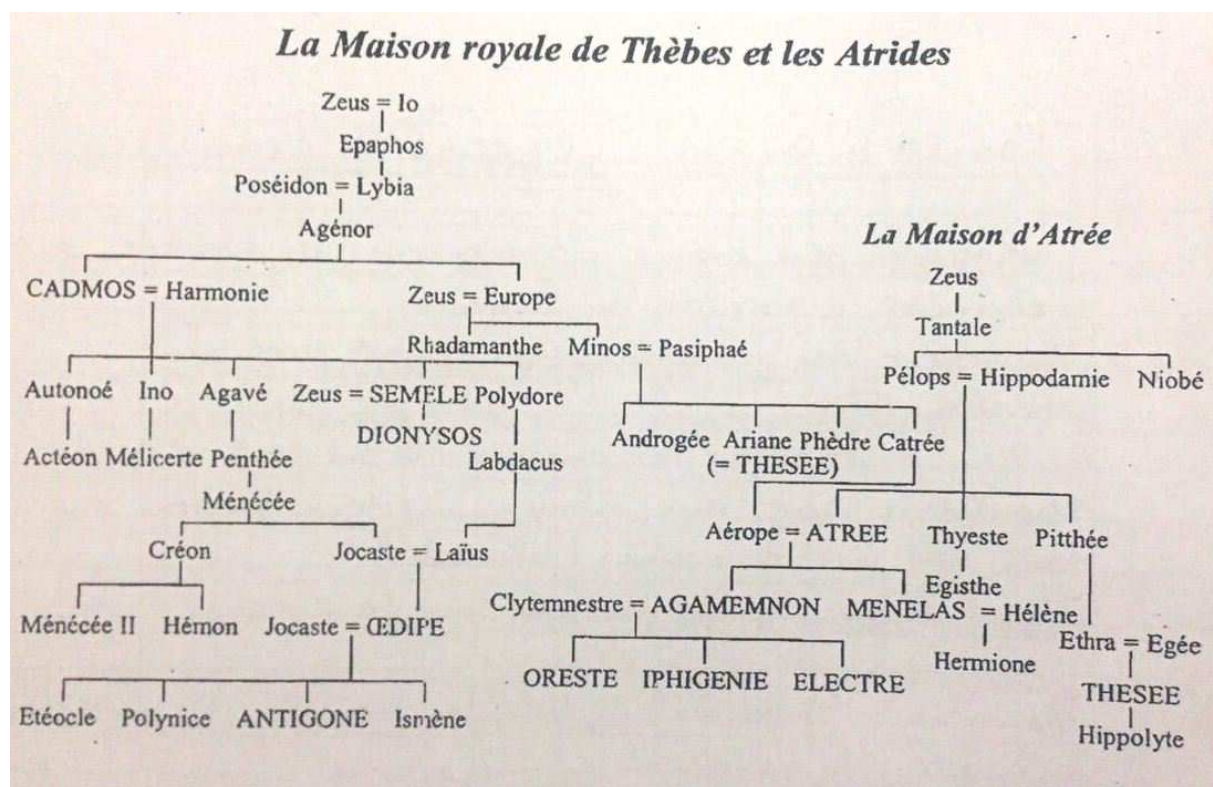 La Maison royale de Thèbes et les Atrides
Zeus = Io
Epaphos
Poséidon = Lybia
Agénor
La Maison d'Atrée
CADMOS = Harmonie
Zeus = Europe
Zeus
Tantale
Rhadamanthe Minos = Pasiphaé
Pélops = Hippodamie Niobé
Autonoé Ino Agavé Zeus = SEMELE Polydore
DIONYSOS
Androgée Ariane Phèdre Catrée
(= THESEE)
Actéon Mélicerte Penthée
Labdacus
Ménécée
Créon Jocaste = Laïus
Aérope = ATREE Thyeste Pitthée
Egisthe
Clytemnestre = AGAMEMNON MENELAS = Hélène
Ménécée II Hémon Jocaste = ŒDIPE
Ethra = Egée
Hermione
ORESTE IPHIGENIE ELECTRE
THESEE
Etéocle Polynice ANTIGONE Ismène
Hippolyte